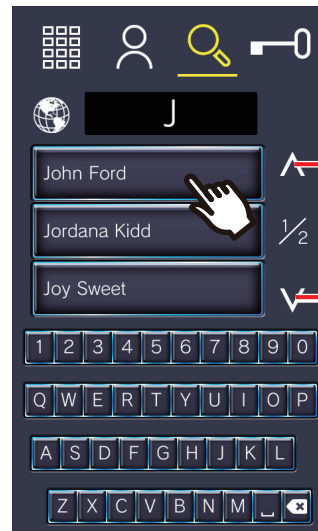 J
John Ford
Jordana Kidd
1/2
Joy Sweet
1 2 3 4 5 6 7 8 9 0
Q W E R T Y U I O P
A S D F G H J K L
Z X C V B N M